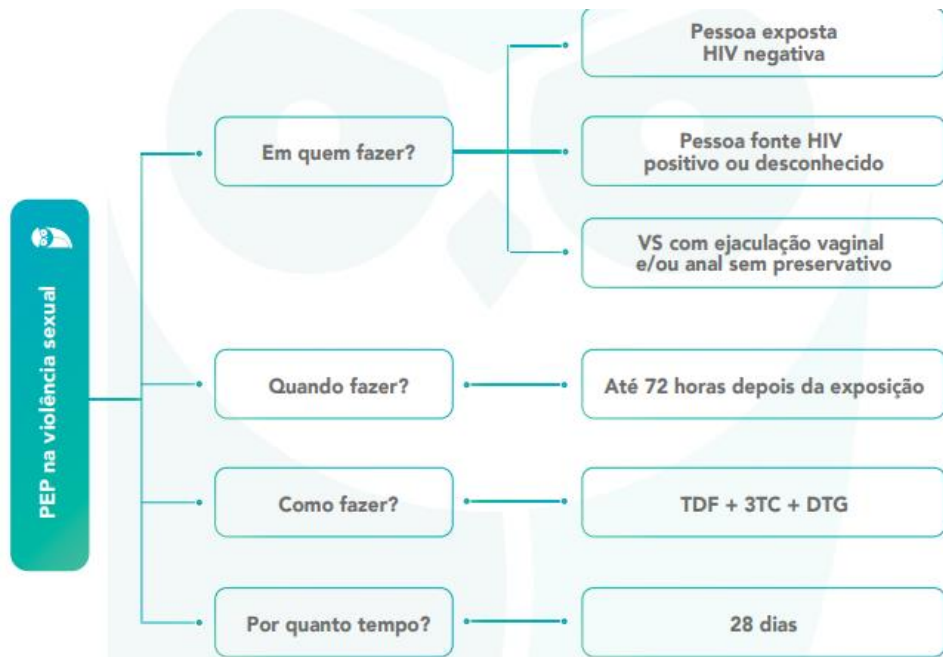 PEP na violência sexual
Em quem fazer?
Pessoa exposta
HIV negativa
Pessoa fonte HIV
positivo ou desconhecido
VS com ejaculação vaginal
e/ou anal sem preservativo
Quando fazer?
Até 72 horas depois da exposição
Como fazer?
TDF + 3TC + DTG
Por quanto tempo?
28 dias